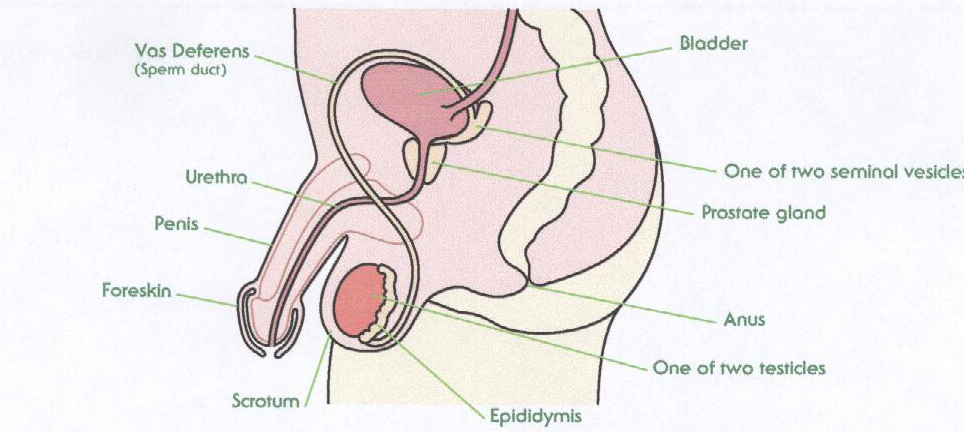 Vas Deferens
(Sperm duct)
Bladder
One of two seminal vesicles
Urethra
Prostate gland
Penis
Foreskin
Anus
One of two testicles
Scrotum
Epididymis